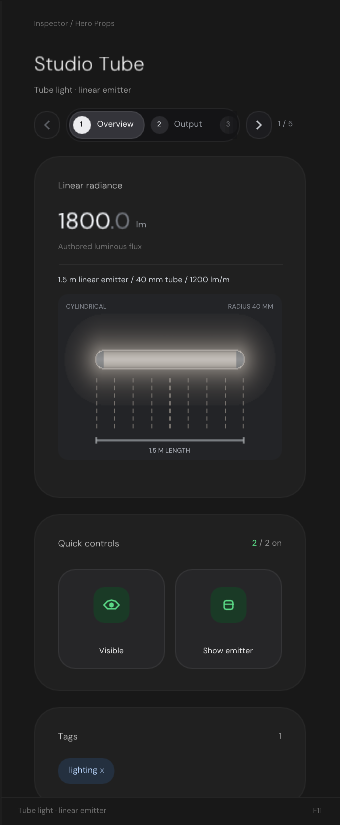 Inspector / Hero Props
Studio Tube
Tube light · linear emitter
1 Overview 2 Output 3 1 / 5
Linear radiance
1800.0 lm
Authored luminous flux
1.5 m linear emitter / 40 mm tube / 1200 lm/m
CYLINDRICAL RADIUS 40 MM
1.5 M LENGTH
Quick controls 2 / 2 on
Visible Show emitter
Tags 1
lighting x
Tube light · linear emitter